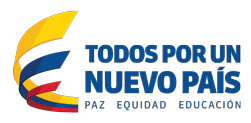 TODOS POR UN
NUEVO PAÍS
PAZ EQUIDAD EDUCACIÓN